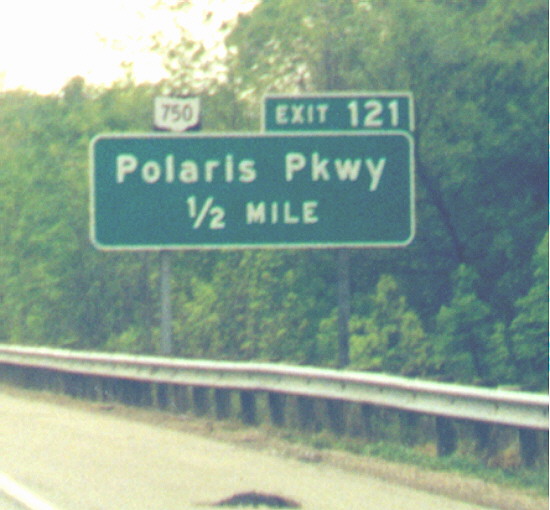 750
EXIT 121
Polaris Pkwy
1/2 MILE